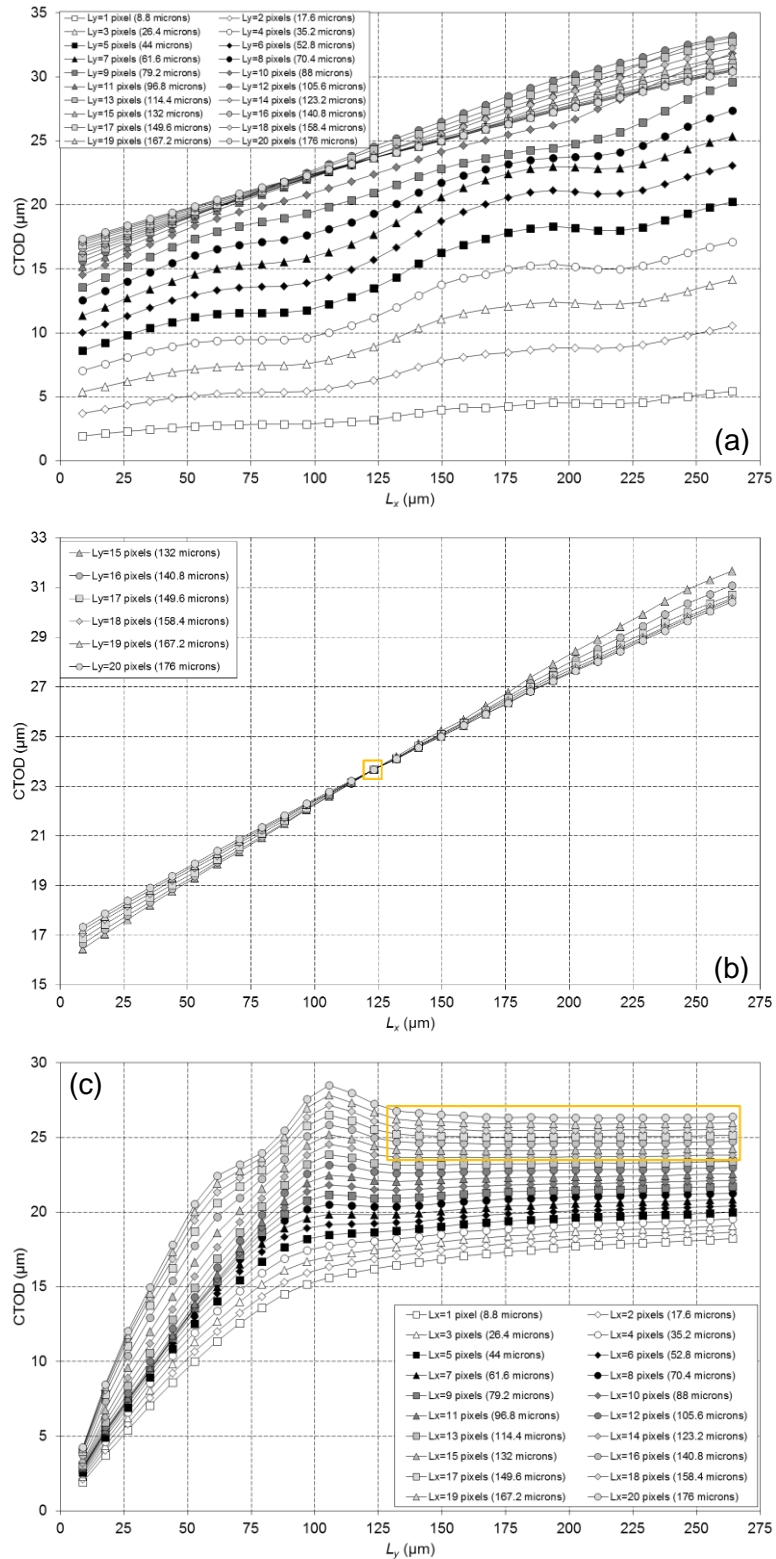 35
30
25
20
15
10
5
0
CTOD (µm)
Ly=1 pixel (8.8 microns) Ly=2 pixels (17.6 microns)
Ly=3 pixels (26.4 microns) Ly=4 pixels (35.2 microns)
Ly=5 pixels (44 microns) Ly=6 pixels (52.8 microns)
Ly=7 pixels (61.6 microns) Ly=8 pixels (70.4 microns)
Ly=9 pixels (79.2 microns) Ly=10 pixels (88 microns)
Ly=11 pixels (96.8 microns) Ly=12 pixels (105.6 microns)
Ly=13 pixels (114.4 microns) Ly=14 pixels (123.2 microns)
Ly=15 pixels (132 microns) Ly=16 pixels (140.8 microns)
Ly=17 pixels (149.6 microns) Ly=18 pixels (158.4 microns)
Ly=19 pixels (167.2 microns) Ly=20 pixels (176 microns)
(a)
0 25 50 75 100 125 150 175 200 225 250 275
Lx (µm)
33
31
29
27
25
23
21
19
17
15
CTOD (µm)
Ly=15 pixels (132 microns)
Ly=16 pixels (140.8 microns)
Ly=17 pixels (149.6 microns)
Ly=18 pixels (158.4 microns)
Ly=19 pixels (167.2 microns)
Ly=20 pixels (176 microns)
(b)
0 25 50 75 100 125 150 175 200 225 250 275
Lx (µm)
30
25
20
15
10
5
0
CTOD (µm)
(c)
Lx=1 pixel (8.8 microns) Lx=2 pixels (17.6 microns)
Lx=3 pixels (26.4 microns) Lx=4 pixels (35.2 microns)
Lx=5 pixels (44 microns) Lx=6 pixels (52.8 microns)
Lx=7 pixels (61.6 microns) Lx=8 pixels (70.4 microns)
Lx=9 pixels (79.2 microns) Lx=10 pixels (88 microns)
Lx=11 pixels (96.8 microns) Lx=12 pixels (105.6 microns)
Lx=13 pixels (114.4 microns) Lx=14 pixels (123.2 microns)
Lx=15 pixels (132 microns) Lx=16 pixels (140.8 microns)
Lx=17 pixels (149.6 microns) Lx=18 pixels (158.4 microns)
Lx=19 pixels (167.2 microns) Lx=20 pixels (176 microns)
0 25 50 75 100 125 150 175 200 225 250 275
Ly (µm)